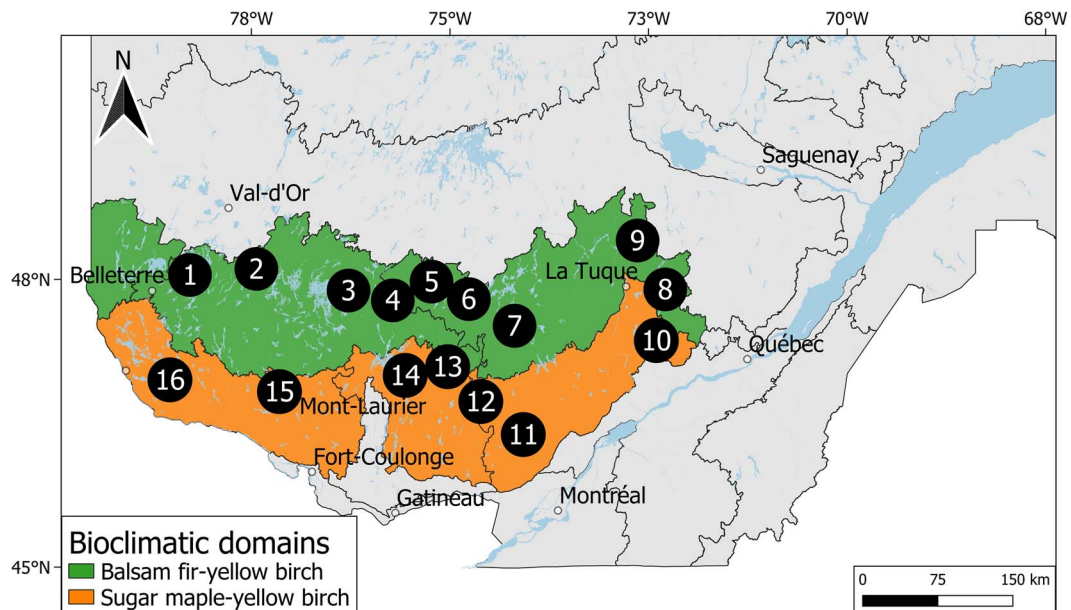 78°W 75°W 73°W 70°W 68°W
N
Saguenay
Val-d'Or
9
Belleterre 1 2 3 4 5 6 La Tuque 8
48°N
7
10
Québec
16 15 14 13
Mont-Laurier 12
11
Fort-Coulonge
Gatineau Montréal
Bioclimatic domains
45°N
Balsam fir-yellow birch
Sugar maple-yellow birch
0 75 150 km